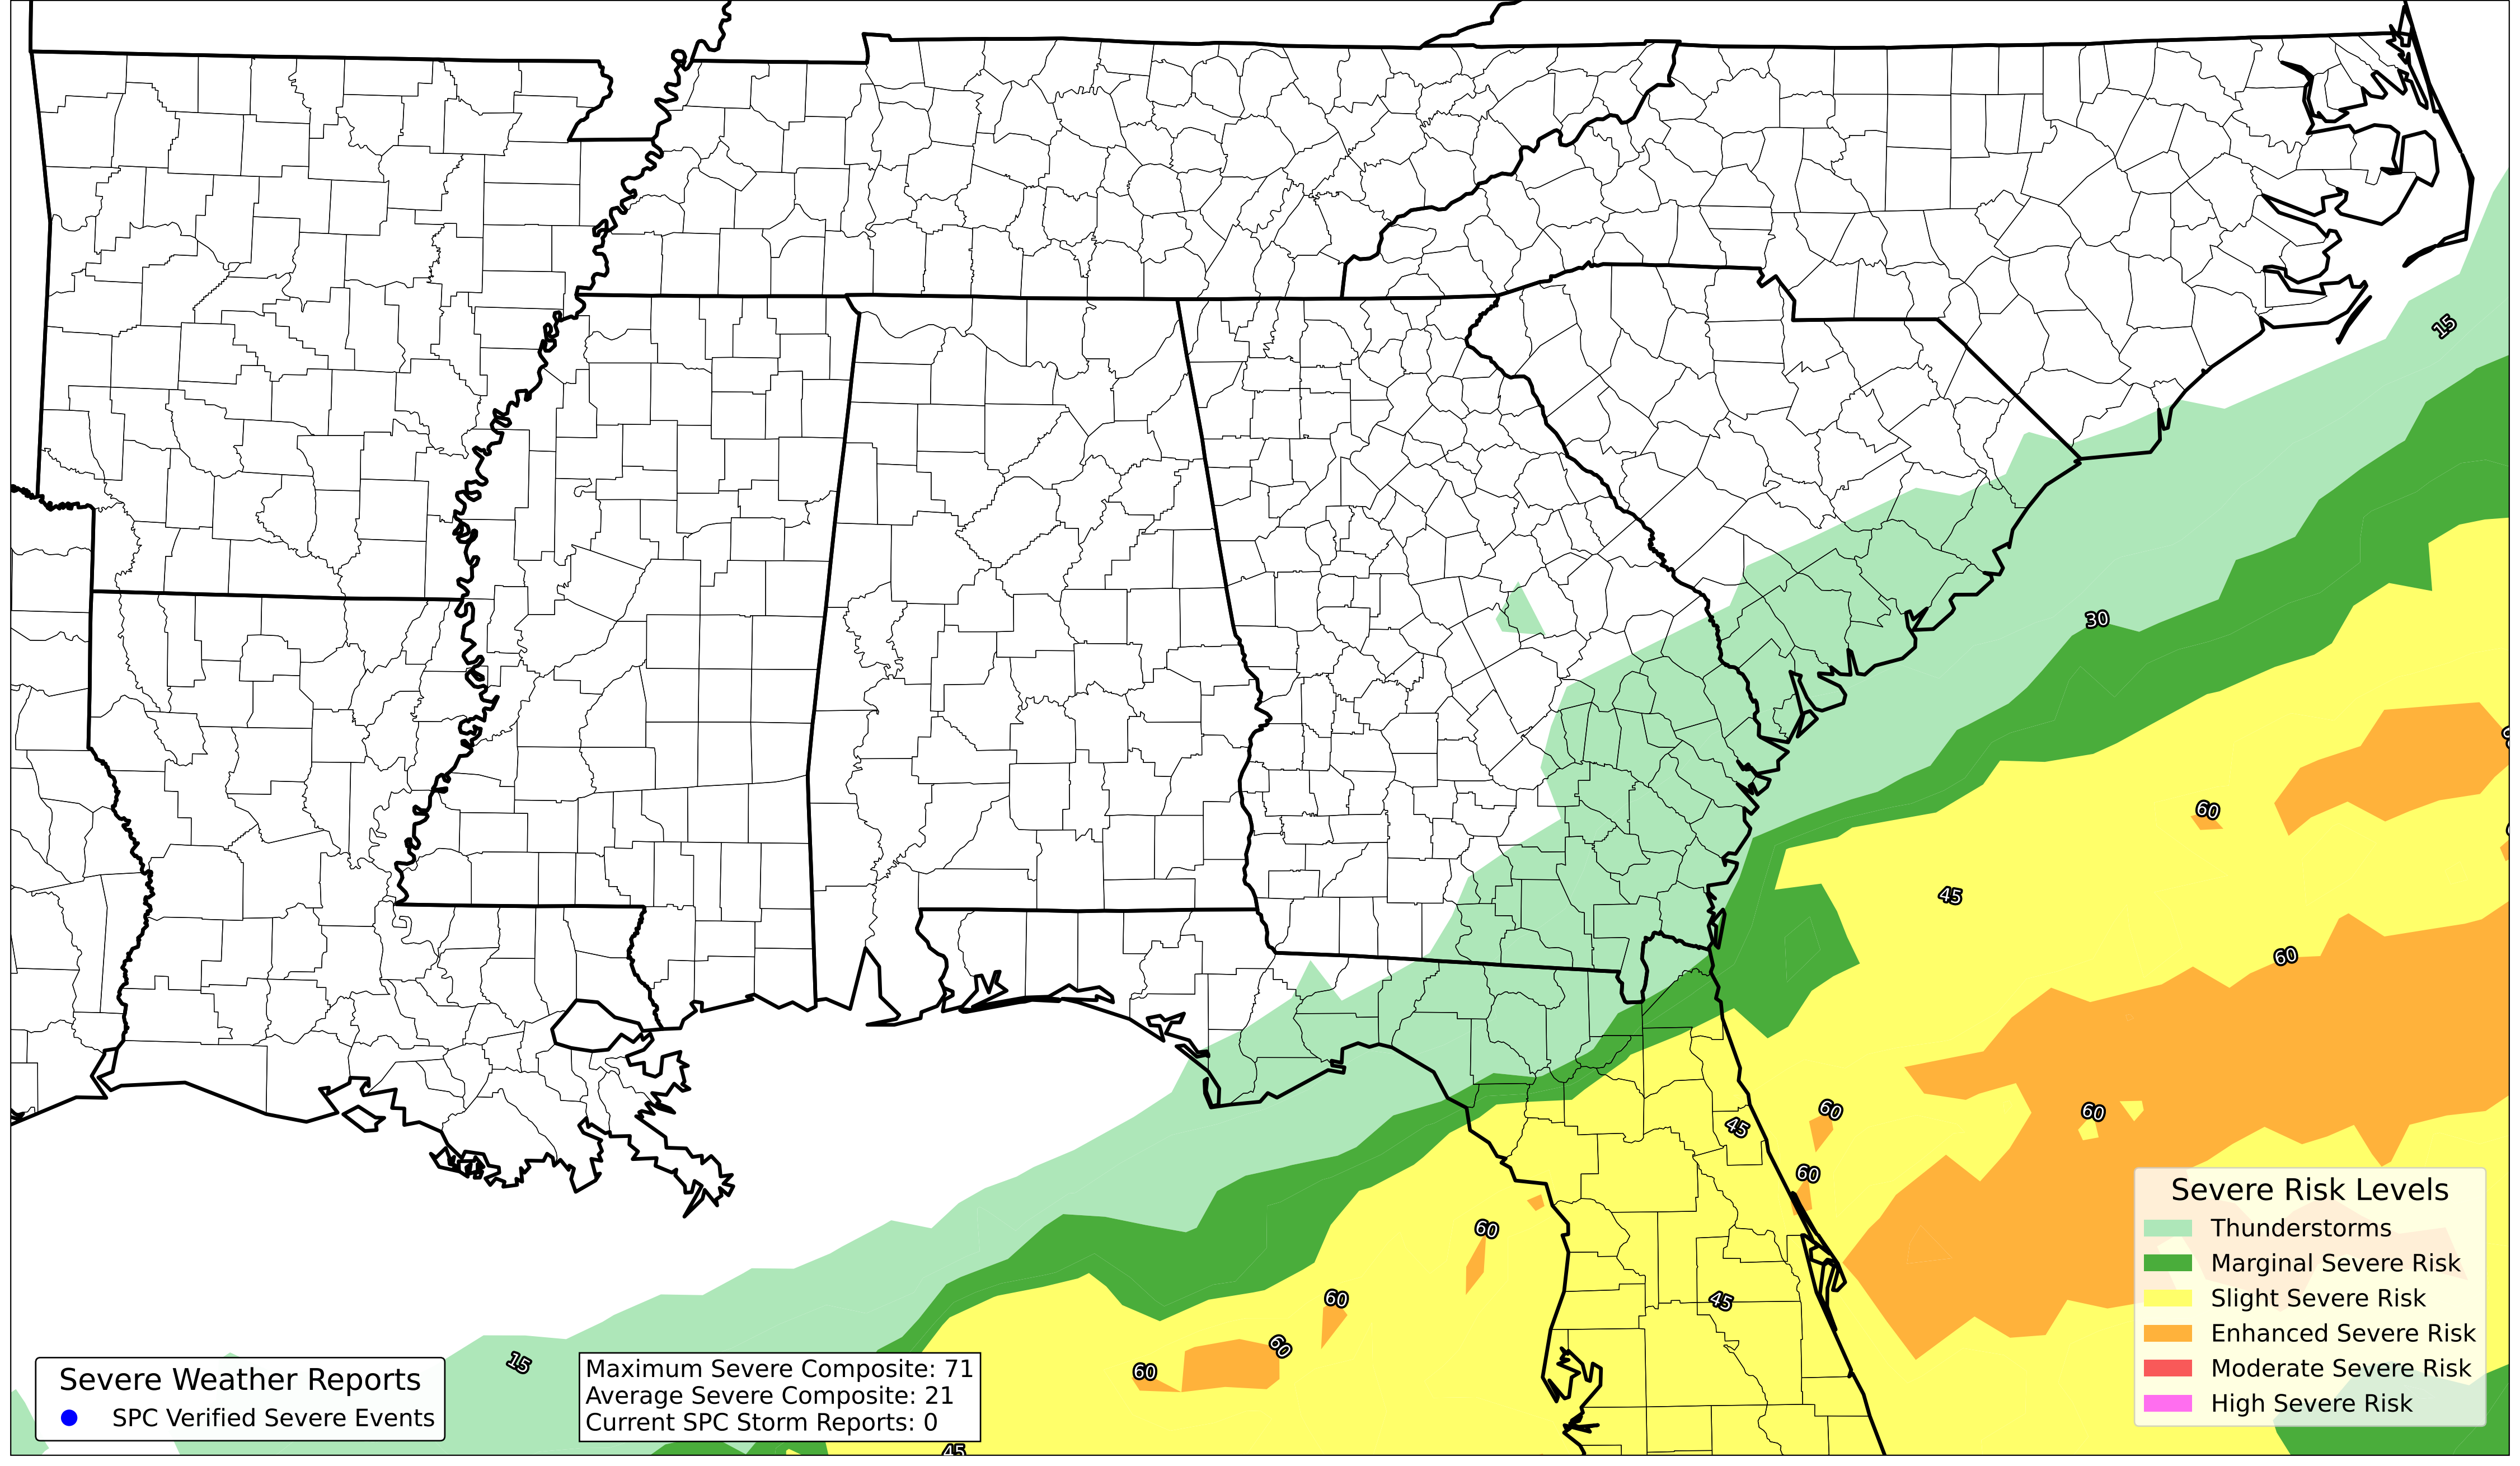 15
30
60
45
60
60
60
45
60
60
60
45
60
60
15
45
Severe Weather Reports
SPC Verified Severe Events
Maximum Severe Composite: 71
Average Severe Composite: 21
Current SPC Storm Reports: 0
Severe Risk Levels
Thunderstorms
Marginal Severe Risk
Slight Severe Risk
Enhanced Severe Risk
Moderate Severe Risk
High Severe Risk